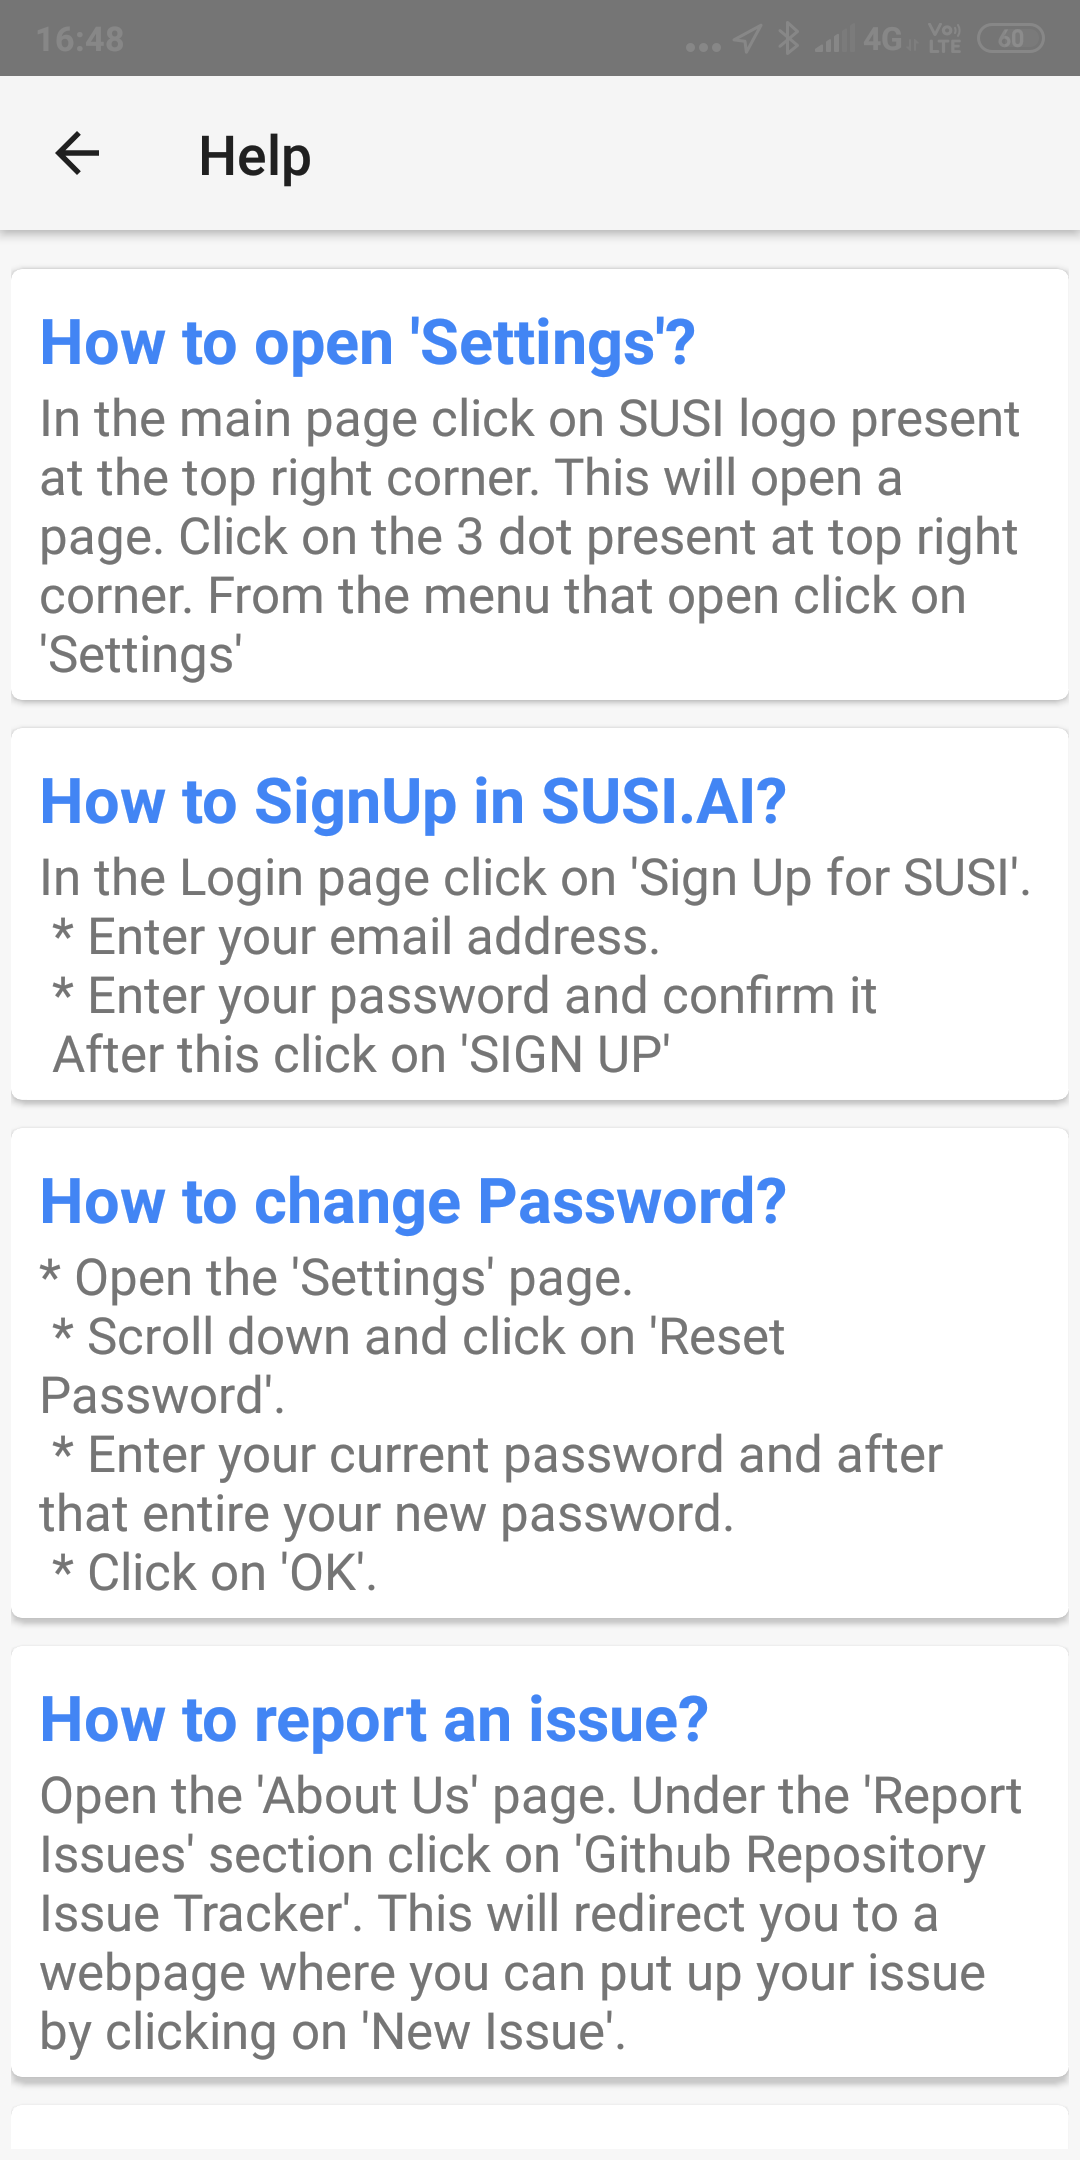 16:48
4G
Vo))
LTE
60
Help
How to open 'Settings'?
In the main page click on SUSI logo present
at the top right corner. This will open a
page. Click on the 3 dot present at top right
corner. From the menu that open click on
'Settings'
How to SignUp in SUSI.AI?
In the Login page click on 'Sign Up for SUSI'.
* Enter your email address.
* Enter your password and confirm it
After this click on 'SIGN UP'
How to change Password?
* Open the 'Settings' page.
* Scroll down and click on 'Reset
Password'.
* Enter your current password and after
that entire your new password.
* Click on 'OK'.
How to report an issue?
Open the 'About Us' page. Under the 'Report
Issues' section click on 'Github Repository
Issue Tracker'. This will redirect you to a
webpage where you can put up your issue
by clicking on 'New Issue'.